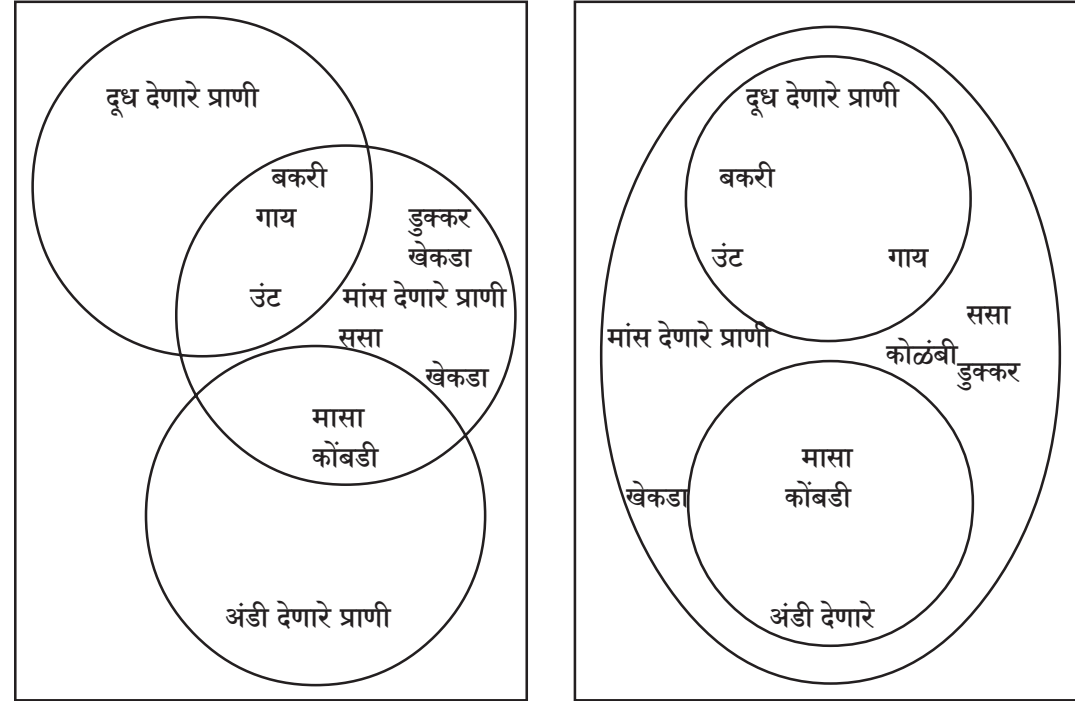 दूध देणारे प्राणी
बकरी
गाय
डुक्कर
खेकडा
उंट
मांस देणारे प्राणी
ससा
खेकडा
मासा
कोंबडी
अंडी देणारे प्राणी
दूध देणारे प्राणी
बकरी
उंट
गाय
ससा
मांस देणारे प्राणी
कोळंबी
डुक्कर
मासा
खेकडा
कोंबडी
अंडी देणारे